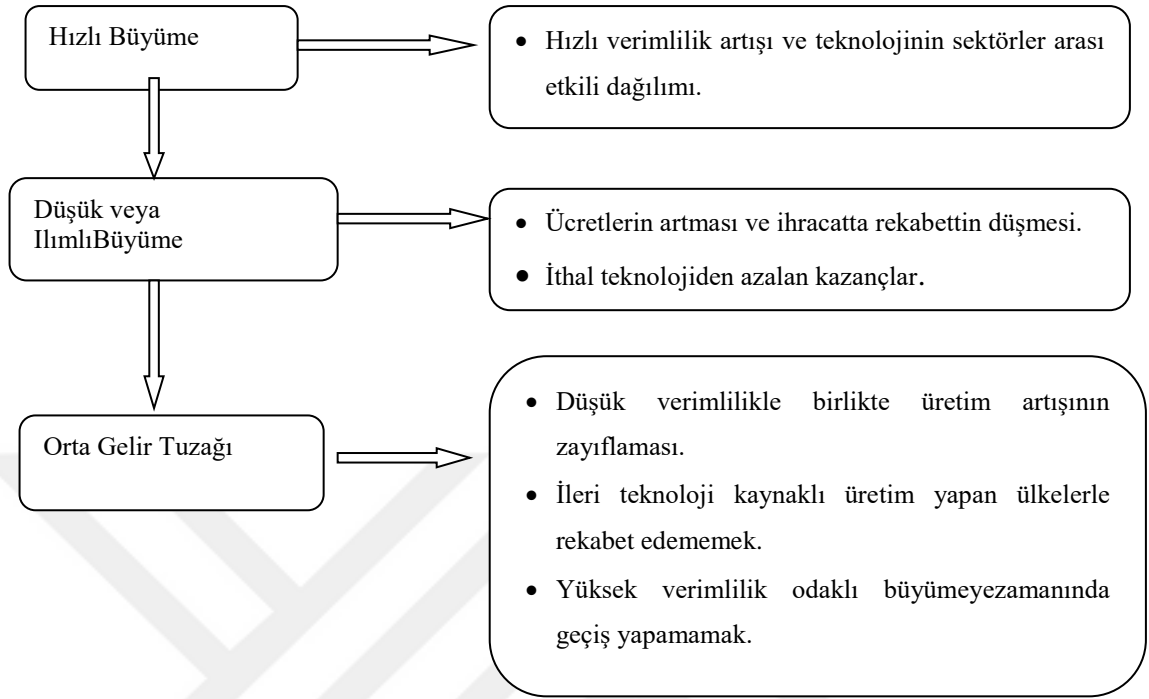 Hızlı Büyüme
• Hızlı verimlilik artışı ve teknolojinin sektörler arası
etkili dağılımı.
Düşük veya
IlımlıBüyüme
• Ücretlerin artması ve ihracatta rekabettin düşmesi.
• İthal teknolojiden azalan kazançlar.
Orta Gelir Tuzağı
• Düşük verimlilikle birlikte üretim artışının
zayıflaması.
• İleri teknoloji kaynaklı üretim yapan ülkelerle
rekabet edememek.
• Yüksek verimlilik odaklı büyümeyezamanında
geçiş yapamamak.